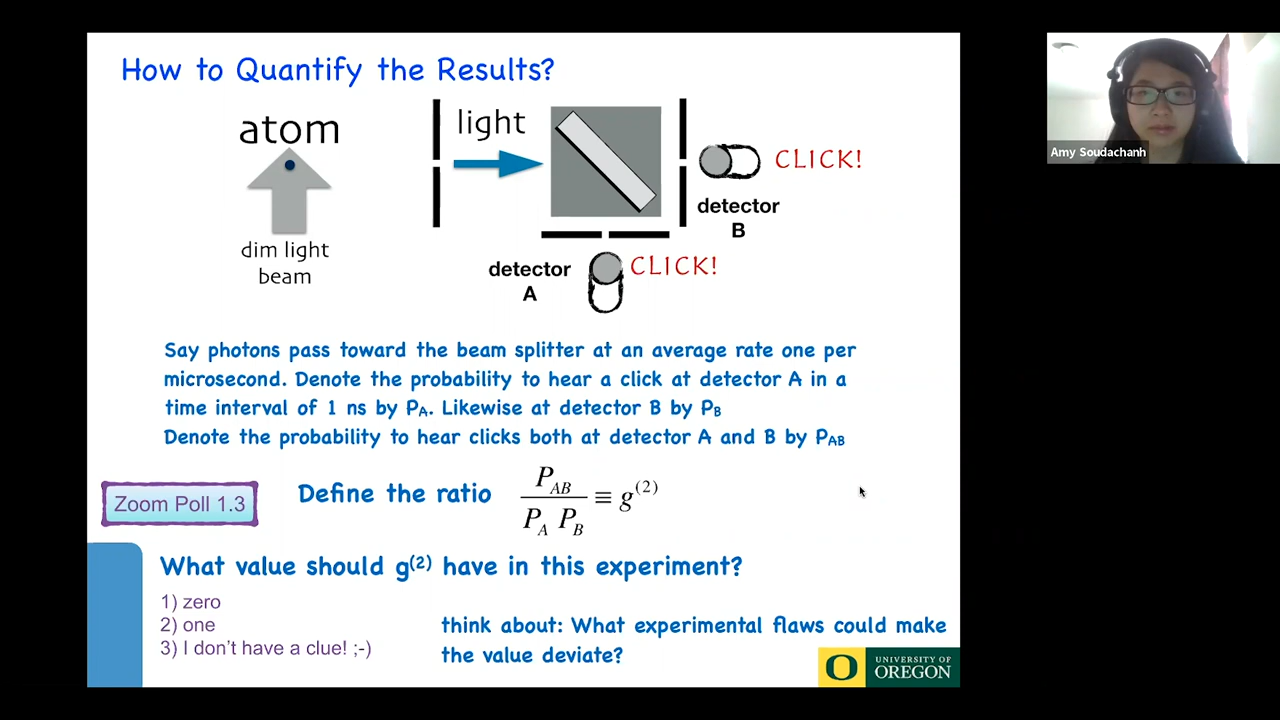 How to Quantify the Results?
atom
dim light
beam
light
CLICK!
detector
B
detector
A
CLICK!
Say photons pass toward the beam splitter at an average rate one per
microsecond. Denote the probability to hear a click at detector A in a
time interval of 1 ns by PA. Likewise at detector B by PB
Denote the probability to hear clicks both at detector A and B by PAB
Zoom Poll 1.3
Define the ratio
PAB / PA PB ≡ g(2)
What value should g(2) have in this experiment?
1) zero
2) one
3) I don't have a clue! ;-)
think about: What experimental flaws could make
the value deviate?
O
UNIVERSITY OF
OREGON
Amy Soudachanh